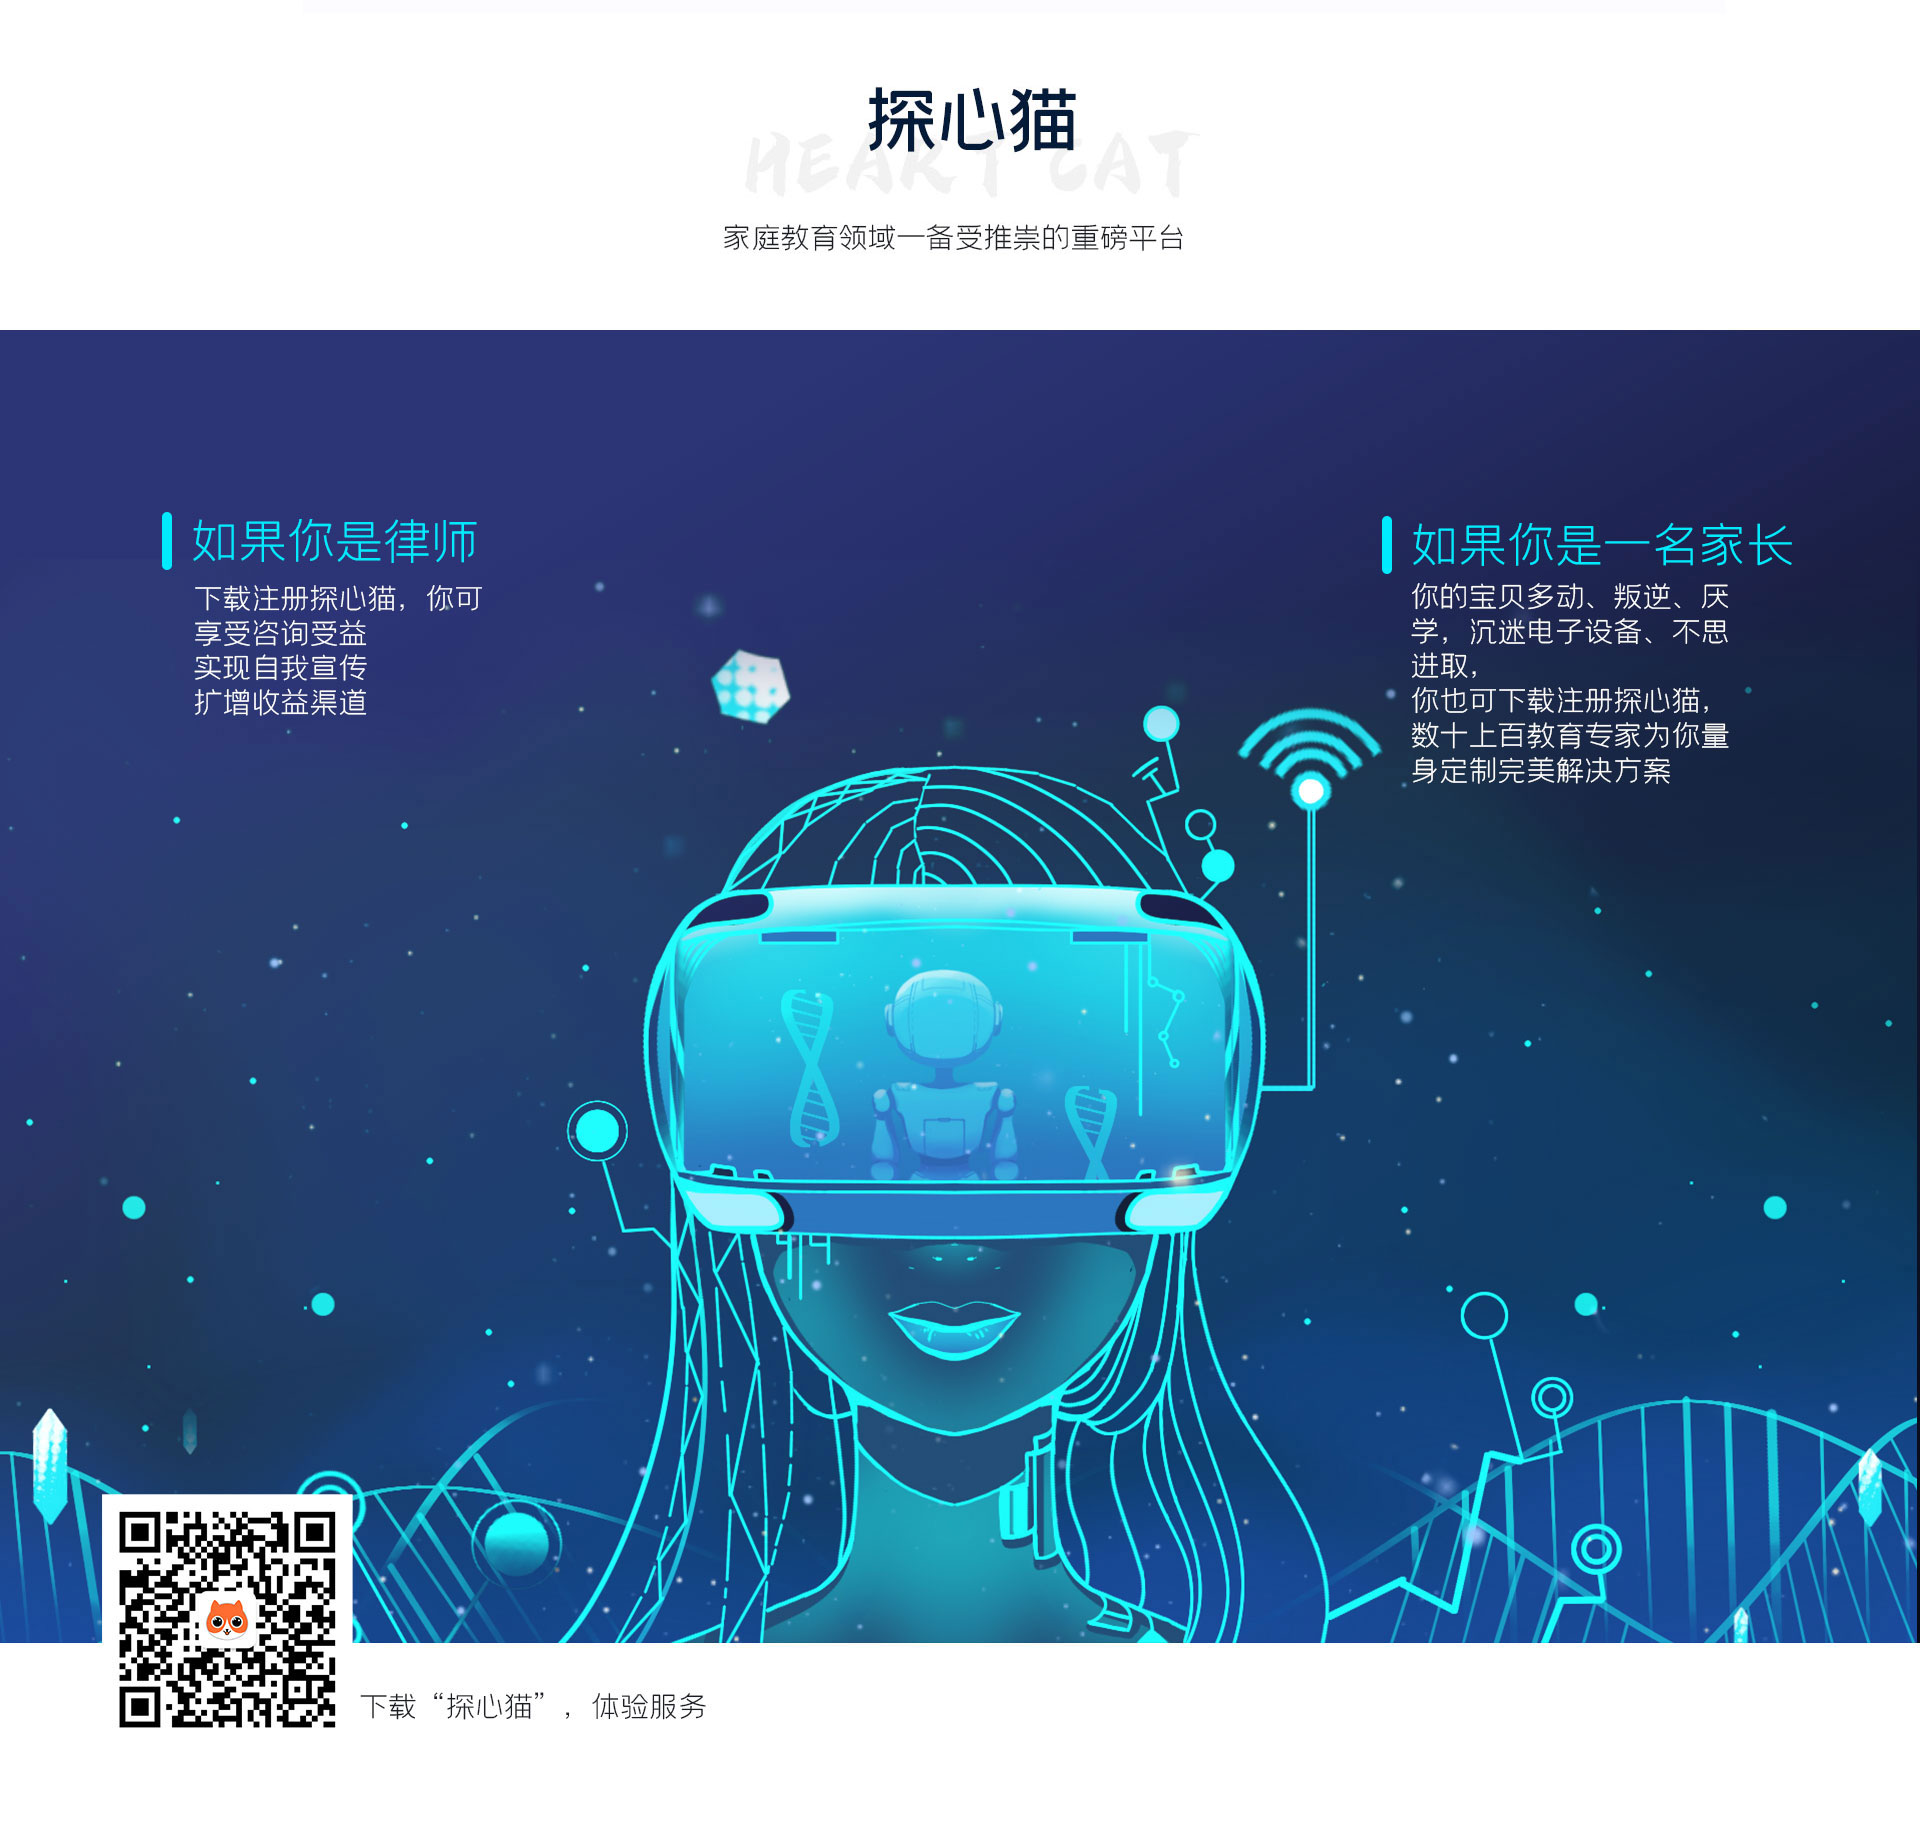 探心猫
HEART CAT
家庭教育领域一备受推崇的重磅平台
如果你是律师
下载注册探心猫，你可
享受咨询受益
实现自我宣传
扩增收益渠道
如果你是一名家长
你的宝贝多动、叛逆、厌
学，沉迷电子设备、不思
进取，
你也可下载注册探心猫，
数十上百教育专家为你量
身定制完美解决方案
下载“探心猫”，体验服务